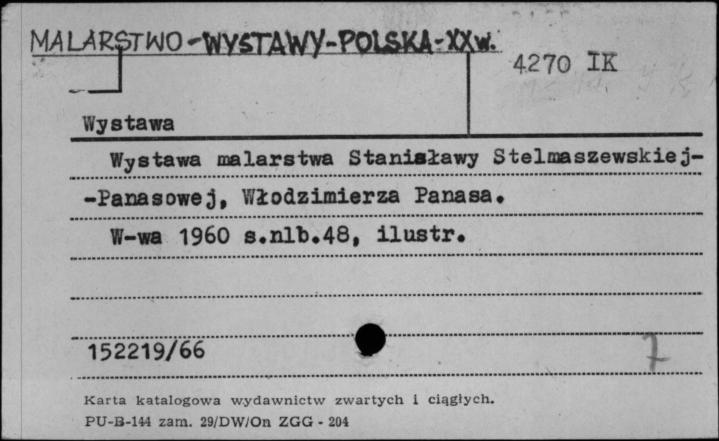 MALARSTWO-WYSTAWY-POLSKA-XXw.
4270 IK
Wystawa
Wystawa malarstwa Stanisławy Stelmaszewskiej-
-Panasowej, Włodzimierza Panasa.
W-wa 1960 s.nlb.48, ilustr.
152219/66
7
Karta katalogowa wydawnictw zwartych i ciągłych.
PU-B-144 zam. 29/DW/On ZGG - 204